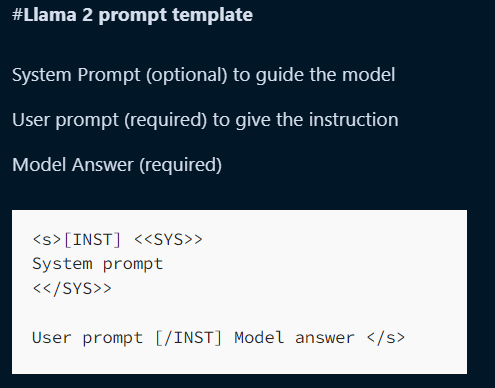 #Llama 2 prompt template
System Prompt (optional) to guide the model
User prompt (required) to give the instruction
Model Answer (required)
<s>[INST] <<SYS>>
System prompt
<</SYS>>
User prompt [/INST] Model answer </s>